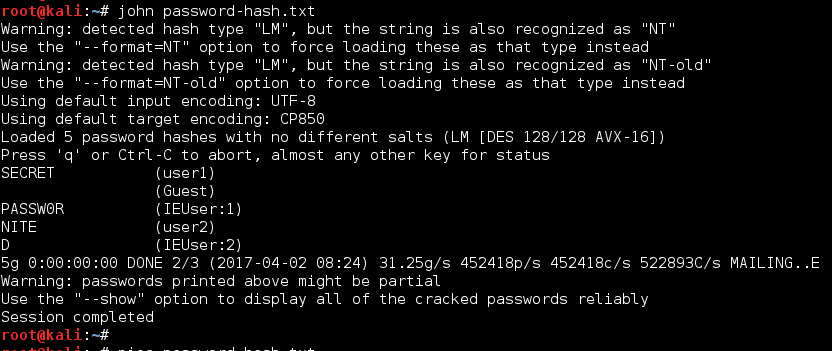 root@kali:~# john password-hash.txt
Warning: detected hash type "LM", but the string is also recognized as "NT"
Use the "--format=NT" option to force loading these as that type instead
Warning: detected hash type "LM", but the string is also recognized as "NT-old"
Use the "--format=NT-old" option to force loading these as that type instead
Using default input encoding: UTF-8
Using default target encoding: CP850
Loaded 5 password hashes with no different salts (LM [DES 128/128 AVX-16])
Press 'q' or Ctrl-C to abort, almost any other key for status
SECRET           (user1)
                 (Guest)
PASSW0R          (IEUser:1)
NITE             (user2)
D                (IEUser:2)
5g 0:00:00:00 DONE 2/3 (2017-04-02 08:24) 31.25g/s 452418p/s 452418c/s 522893C/s MAILING..E
Warning: passwords printed above might be partial
Use the "--show" option to display all of the cracked passwords reliably
Session completed
root@kali:~#
root@kali:~# nico password-hash.txt